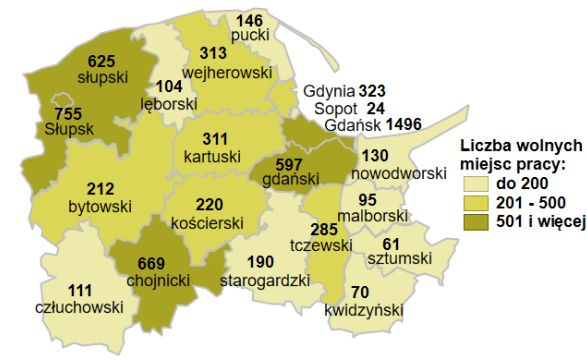 146
pucki
625
słupski
313
wejherowski
104
lęborski
Gdynia 323
Sopot 24
Gdańsk 1496
755
Słupsk
311
kartuski
597
gdański
130
nowodworski
Liczba wolnych
miejsc pracy:
do 200
201 - 500
501 i więcej
212
bytowski
220
kościerski
95
malborski
285
tczewski
61
sztumski
669
chojnicki
190
starogardzki
111
człuchowski
70
kwidzyński